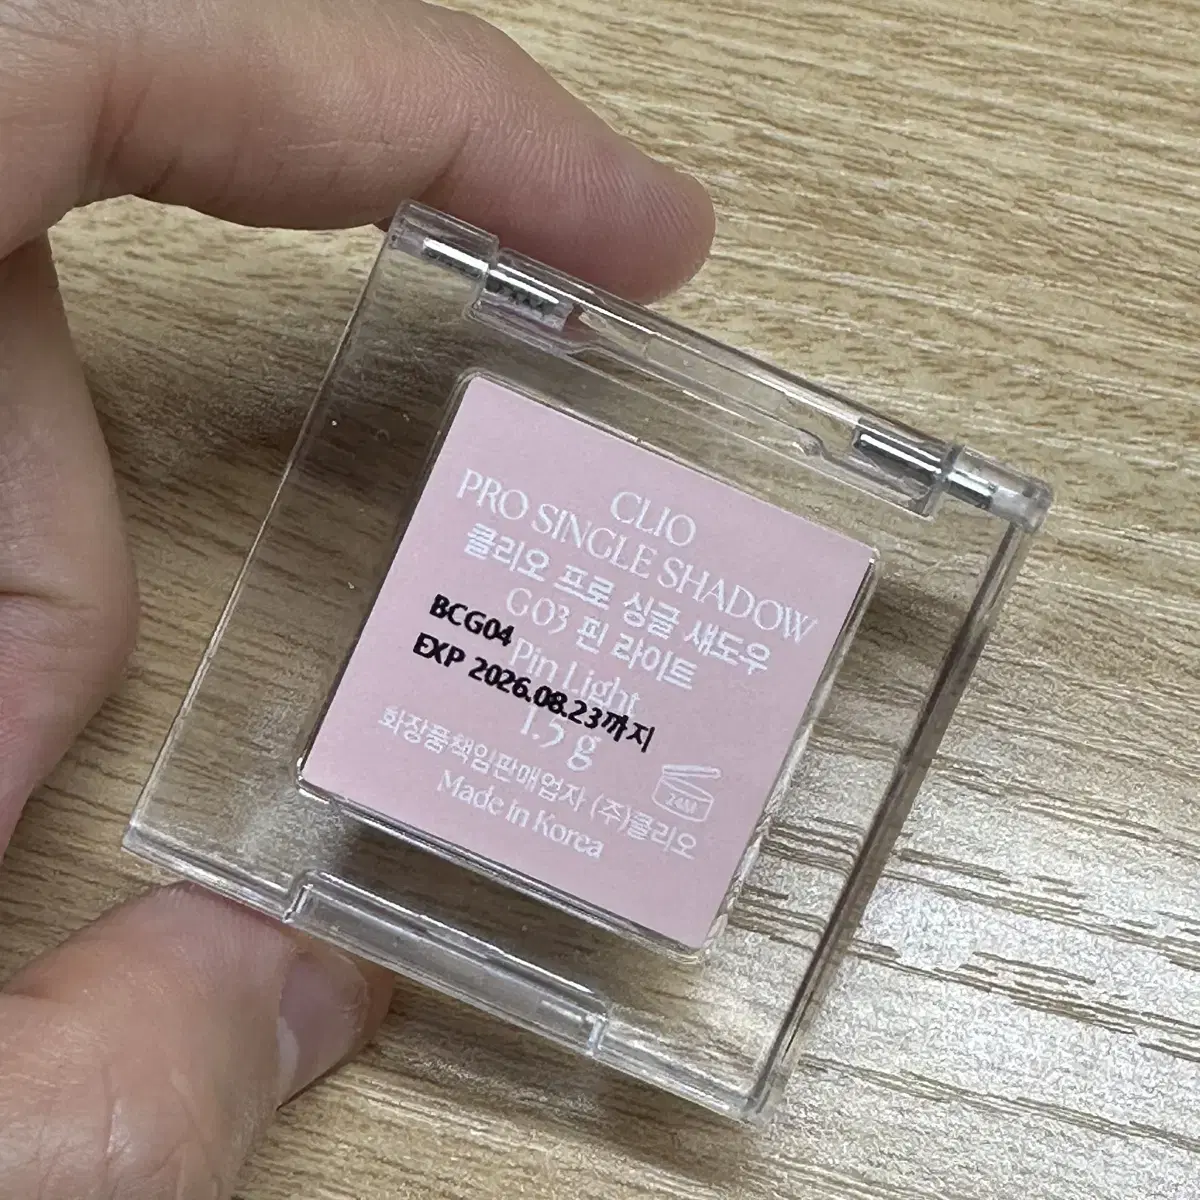 CLIO
PRO SINGLE SHADOW
클리오 프로 싱글 섀도우
G03 핀 라이트
Pin Light
BCG04
EXP 2026.08.23까지
1.5 g
화장품책임판매업자 (주)클리오
Made in Korea
24M